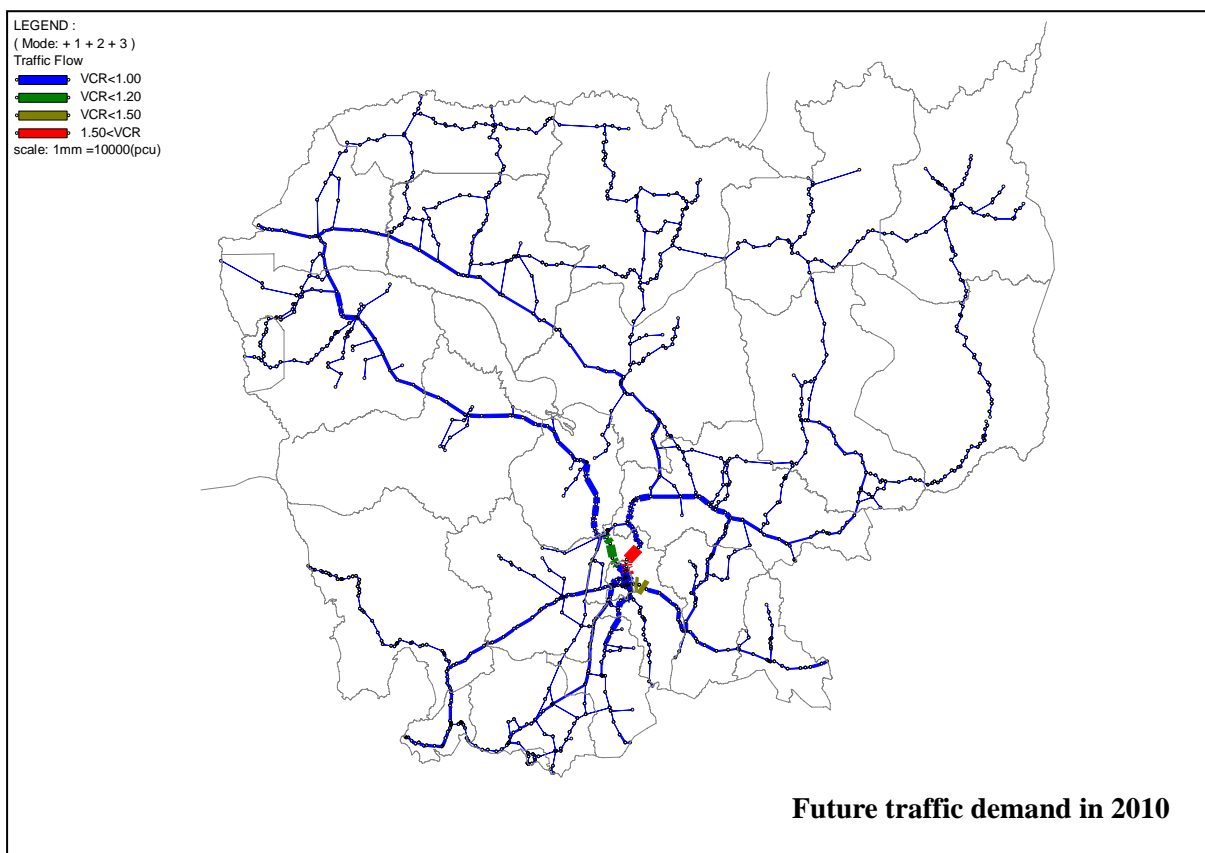 LEGEND :
( Mode: + 1 + 2 + 3 )
Traffic Flow
VCR<1.00
VCR<1.20
VCR<1.50
1.50<VCR
scale: 1mm =10000(pcu)
Future traffic demand in 2010